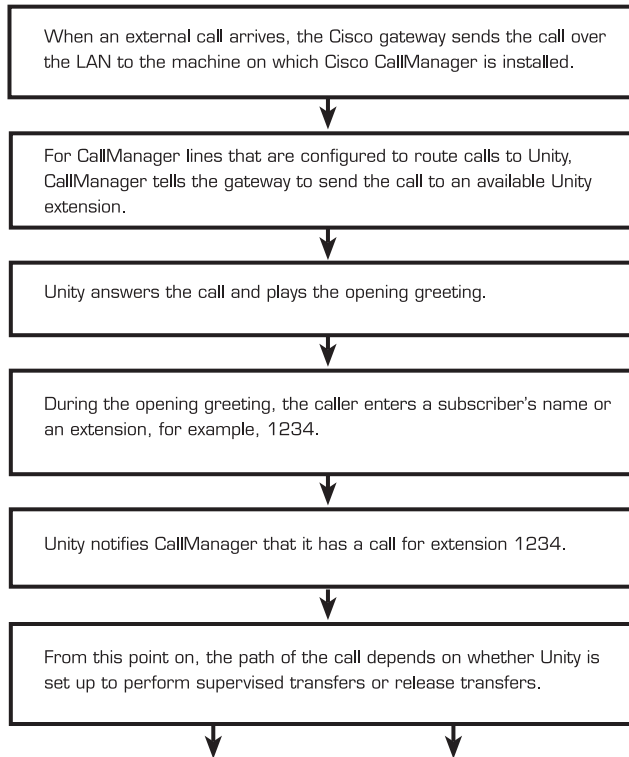 When an external call arrives, the Cisco gateway sends the call over
the LAN to the machine on which Cisco CallManager is installed.
For CallManager lines that are configured to route calls to Unity,
CallManager tells the gateway to send the call to an available Unity
extension.
Unity answers the call and plays the opening greeting.
During the opening greeting, the caller enters a subscriber's name or
an extension, for example, 1234.
Unity notifies CallManager that it has a call for extension 1234.
From this point on, the path of the call depends on whether Unity is
set up to perform supervised transfers or release transfers.